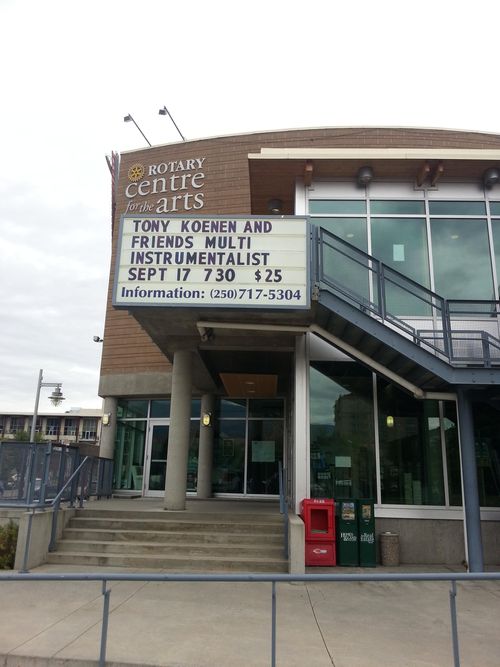 ROTARY
centre
for the arts
TONY KOENEN AND
FRIENDS MULTI
INSTRUMENTALIST
SEPT 17 730 $25
Information: (250) 717-5304